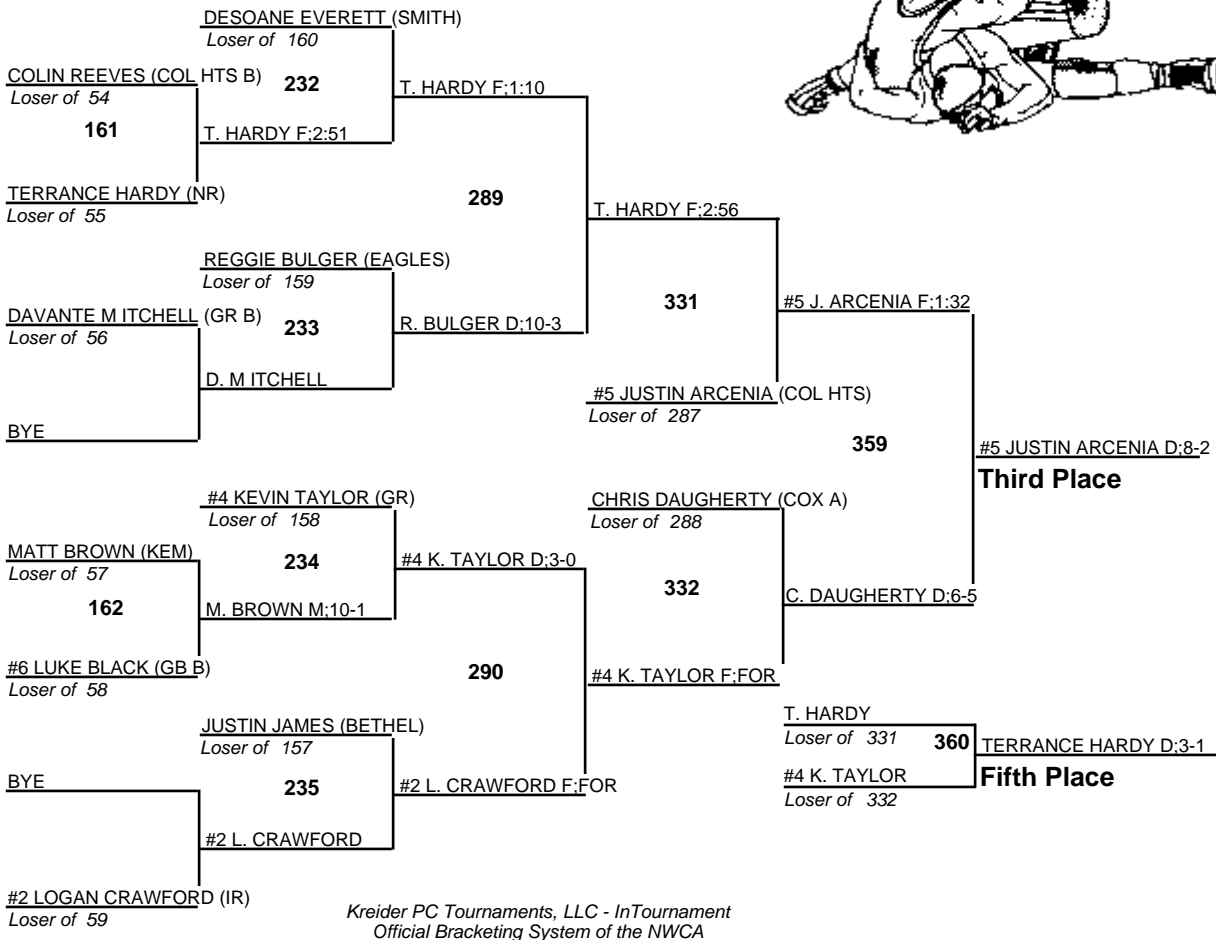 DESOANE EVERETT (SMITH)
Loser of 160
COLIN REEVES (COL HTS B)
Loser of 54
232
T. HARDY F;1:10
161
T. HARDY F;2:51
TERRANCE HARDY (NR)
Loser of 55
289
T. HARDY F;2:56
REGGIE BULGER (EAGLES)
Loser of 159
DAVANTE M ITCHELL (GR B)
Loser of 56
233
R. BULGER D;10-3
331
#5 J. ARCENIA F;1:32
D. M ITCHELL
#5 JUSTIN ARCENIA (COL HTS)
Loser of 287
BYE
359
#5 JUSTIN ARCENIA D;8-2
Third Place
#4 KEVIN TAYLOR (GR)
Loser of 158
CHRIS DAUGHERTY (COX A)
Loser of 288
MATT BROWN (KEM)
Loser of 57
234
#4 K. TAYLOR D;3-0
332
162
M. BROWN M;10-1
C. DAUGHERTY D;6-5
#6 LUKE BLACK (GB B)
Loser of 58
290
#4 K. TAYLOR F;FOR
JUSTIN JAMES (BETHEL)
Loser of 157
T. HARDY
Loser of 331
360
TERRANCE HARDY D;3-1
Fifth Place
#4 K. TAYLOR
Loser of 332
BYE
235
#2 L. CRAWFORD F;FOR
#2 L. CRAWFORD
#2 LOGAN CRAWFORD (IR)
Loser of 59
Kreider PC Tournaments, LLC - InTournament
Official Bracketing System of the NWCA